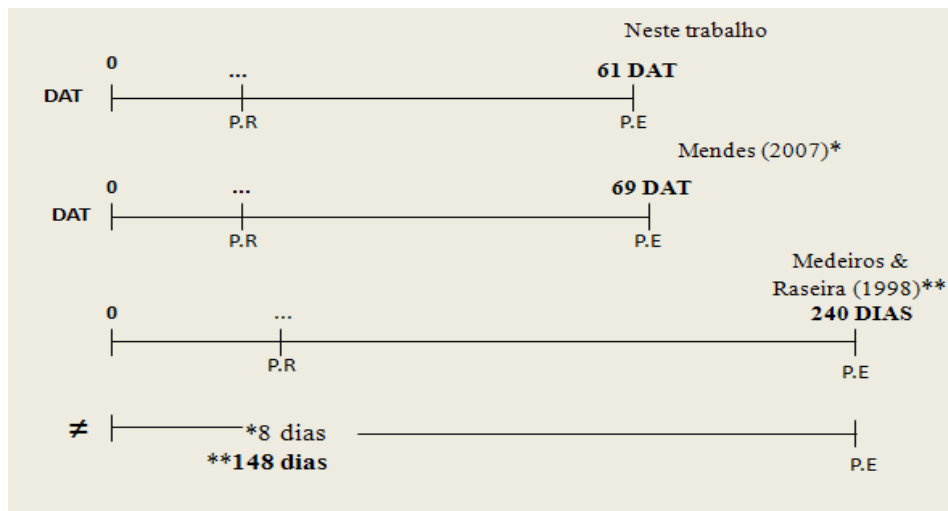 Neste trabalho
0 ... 61 DAT
DAT
P.R P.E
Mendes (2007)*
0 ... 69 DAT
DAT
P.R P.E
Medeiros &
Raseira (1998)**
0 ... 240 DIAS
P.R P.E
≠ *8 dias
**148 dias P.E